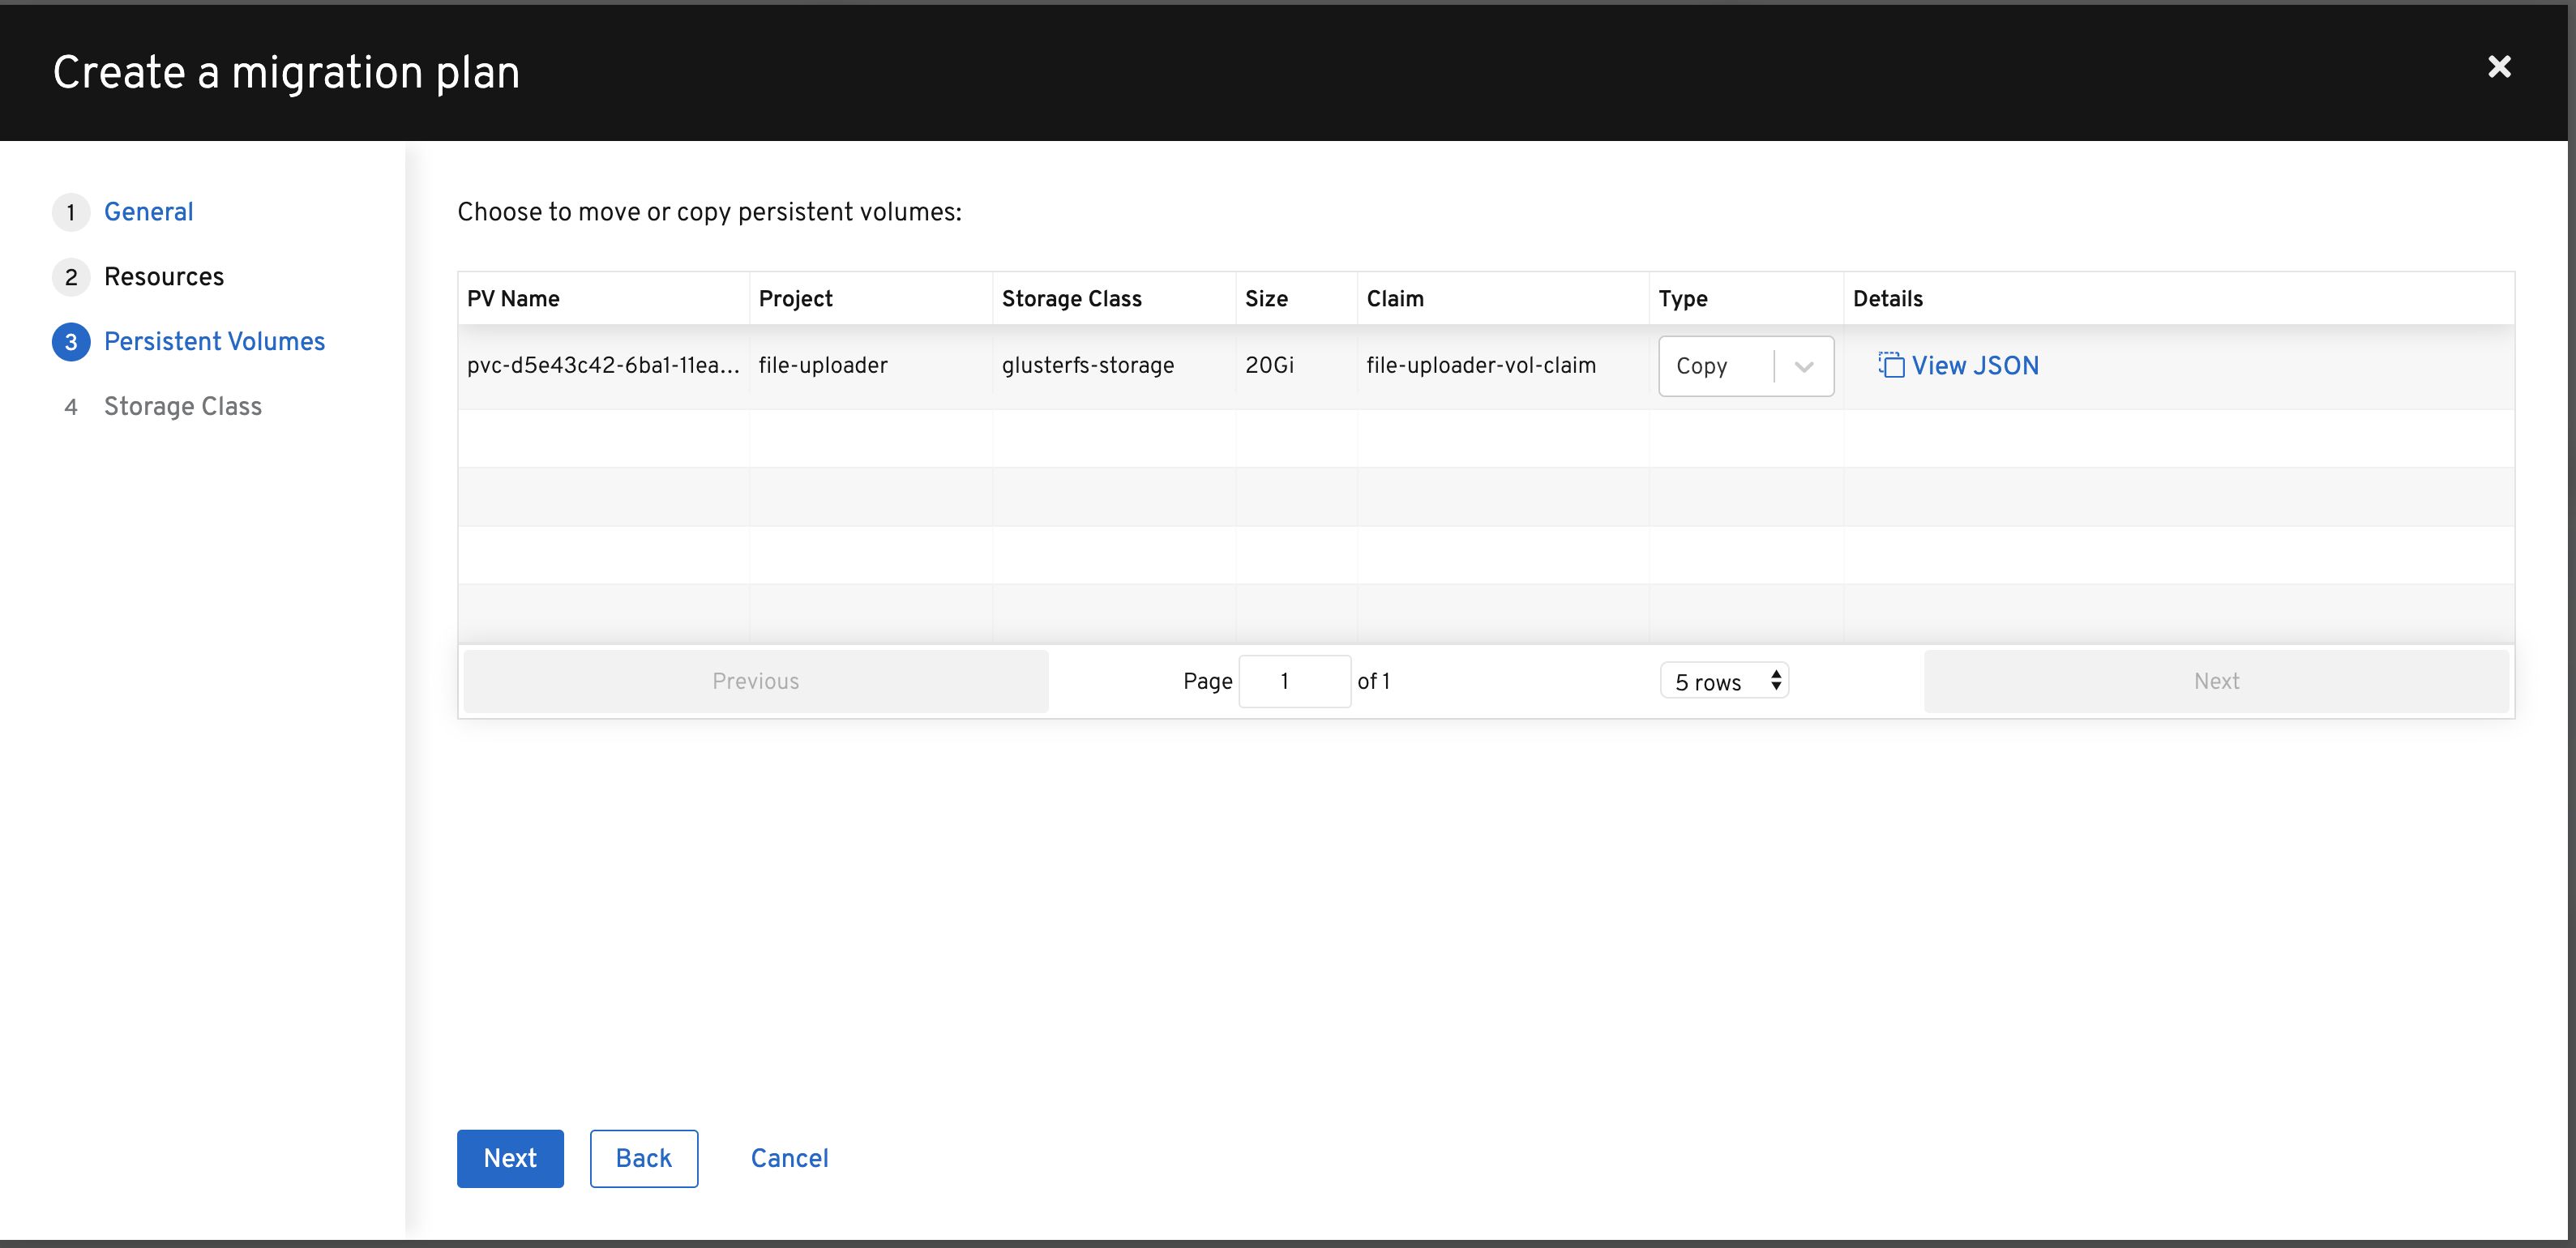 Create a migration plan
1 General
2 Resources
3 Persistent Volumes
4 Storage Class
Choose to move or copy persistent volumes:
PV Name Project Storage Class Size Claim Type Details
pvc-d5e43c42-6ba1-11ea... file-uploader glusterfs-storage 20Gi file-uploader-vol-claim Copy View JSON
Previous Page 1 of 1 5 rows Next
Next Back Cancel